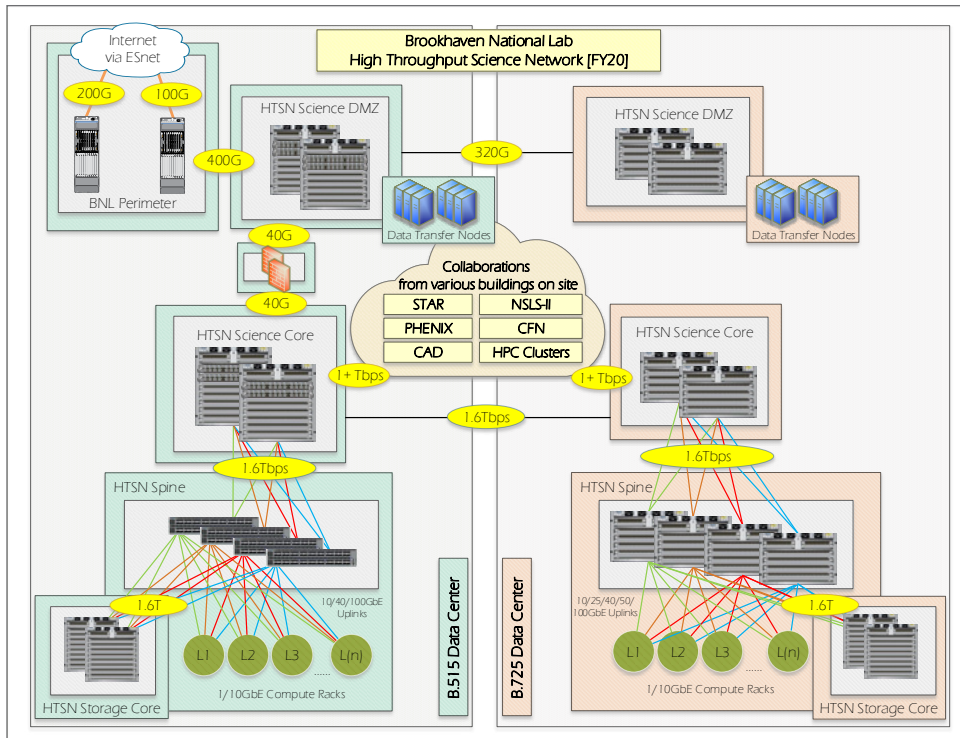 Brookhaven National Lab
High Throughput Science Network [FY20]
Internet
via ESnet
200G
100G
BNL Perimeter
400G
HTSN Science DMZ
320G
HTSN Science DMZ
Data Transfer Nodes
Data Transfer Nodes
40G
40G
Collaborations
from various buildings on site
STAR
NSLS-II
PHENIX
CFN
CAD
HPC Clusters
HTSN Science Core
1+ Tbps
1+ Tbps
HTSN Science Core
1.6Tbps
1.6Tbps
1.6Tbps
HTSN Spine
HTSN Spine
10/40/100GbE
Uplinks
1.6T
L1
L2
L3
......
L(n)
1/10GbE Compute Racks
HTSN Storage Core
B.515 Data Center
B.725 Data Center
10/25/40/50/
100GbE Uplinks
1.6T
L1
L2
L3
......
L(n)
1/10GbE Compute Racks
HTSN Storage Core